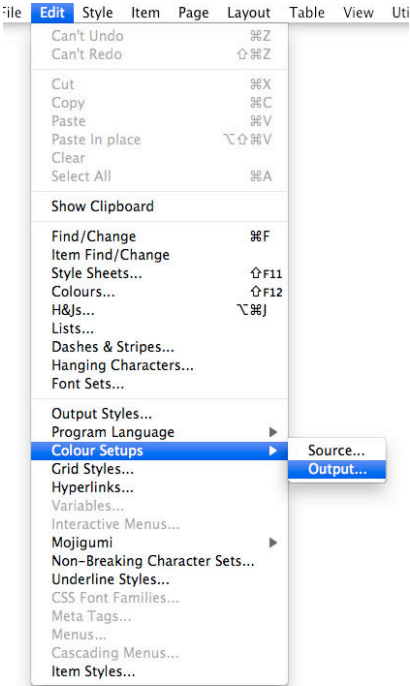 File Edit Style Item Page Layout Table View Uti
Can't Undo ⌘Z
Can't Redo ⇧⌘Z
Cut ⌘X
Copy ⌘C
Paste ⌘V
Paste In place ⌥⇧⌘V
Clear
Select All ⌘A
Show Clipboard
Find/Change ⌘F
Item Find/Change
Style Sheets... ⇧F11
Colours... ⇧F12
H&Js... ⌥⌘J
Lists...
Dashes & Stripes...
Hanging Characters...
Font Sets...
Output Styles...
Program Language
Colour Setups Source...
Grid Styles... Output...
Hyperlinks...
Variables...
Interactive Menus...
Mojigumi
Non-Breaking Character Sets...
Underline Styles...
CSS Font Families...
Meta Tags...
Menus...
Cascading Menus...
Item Styles...